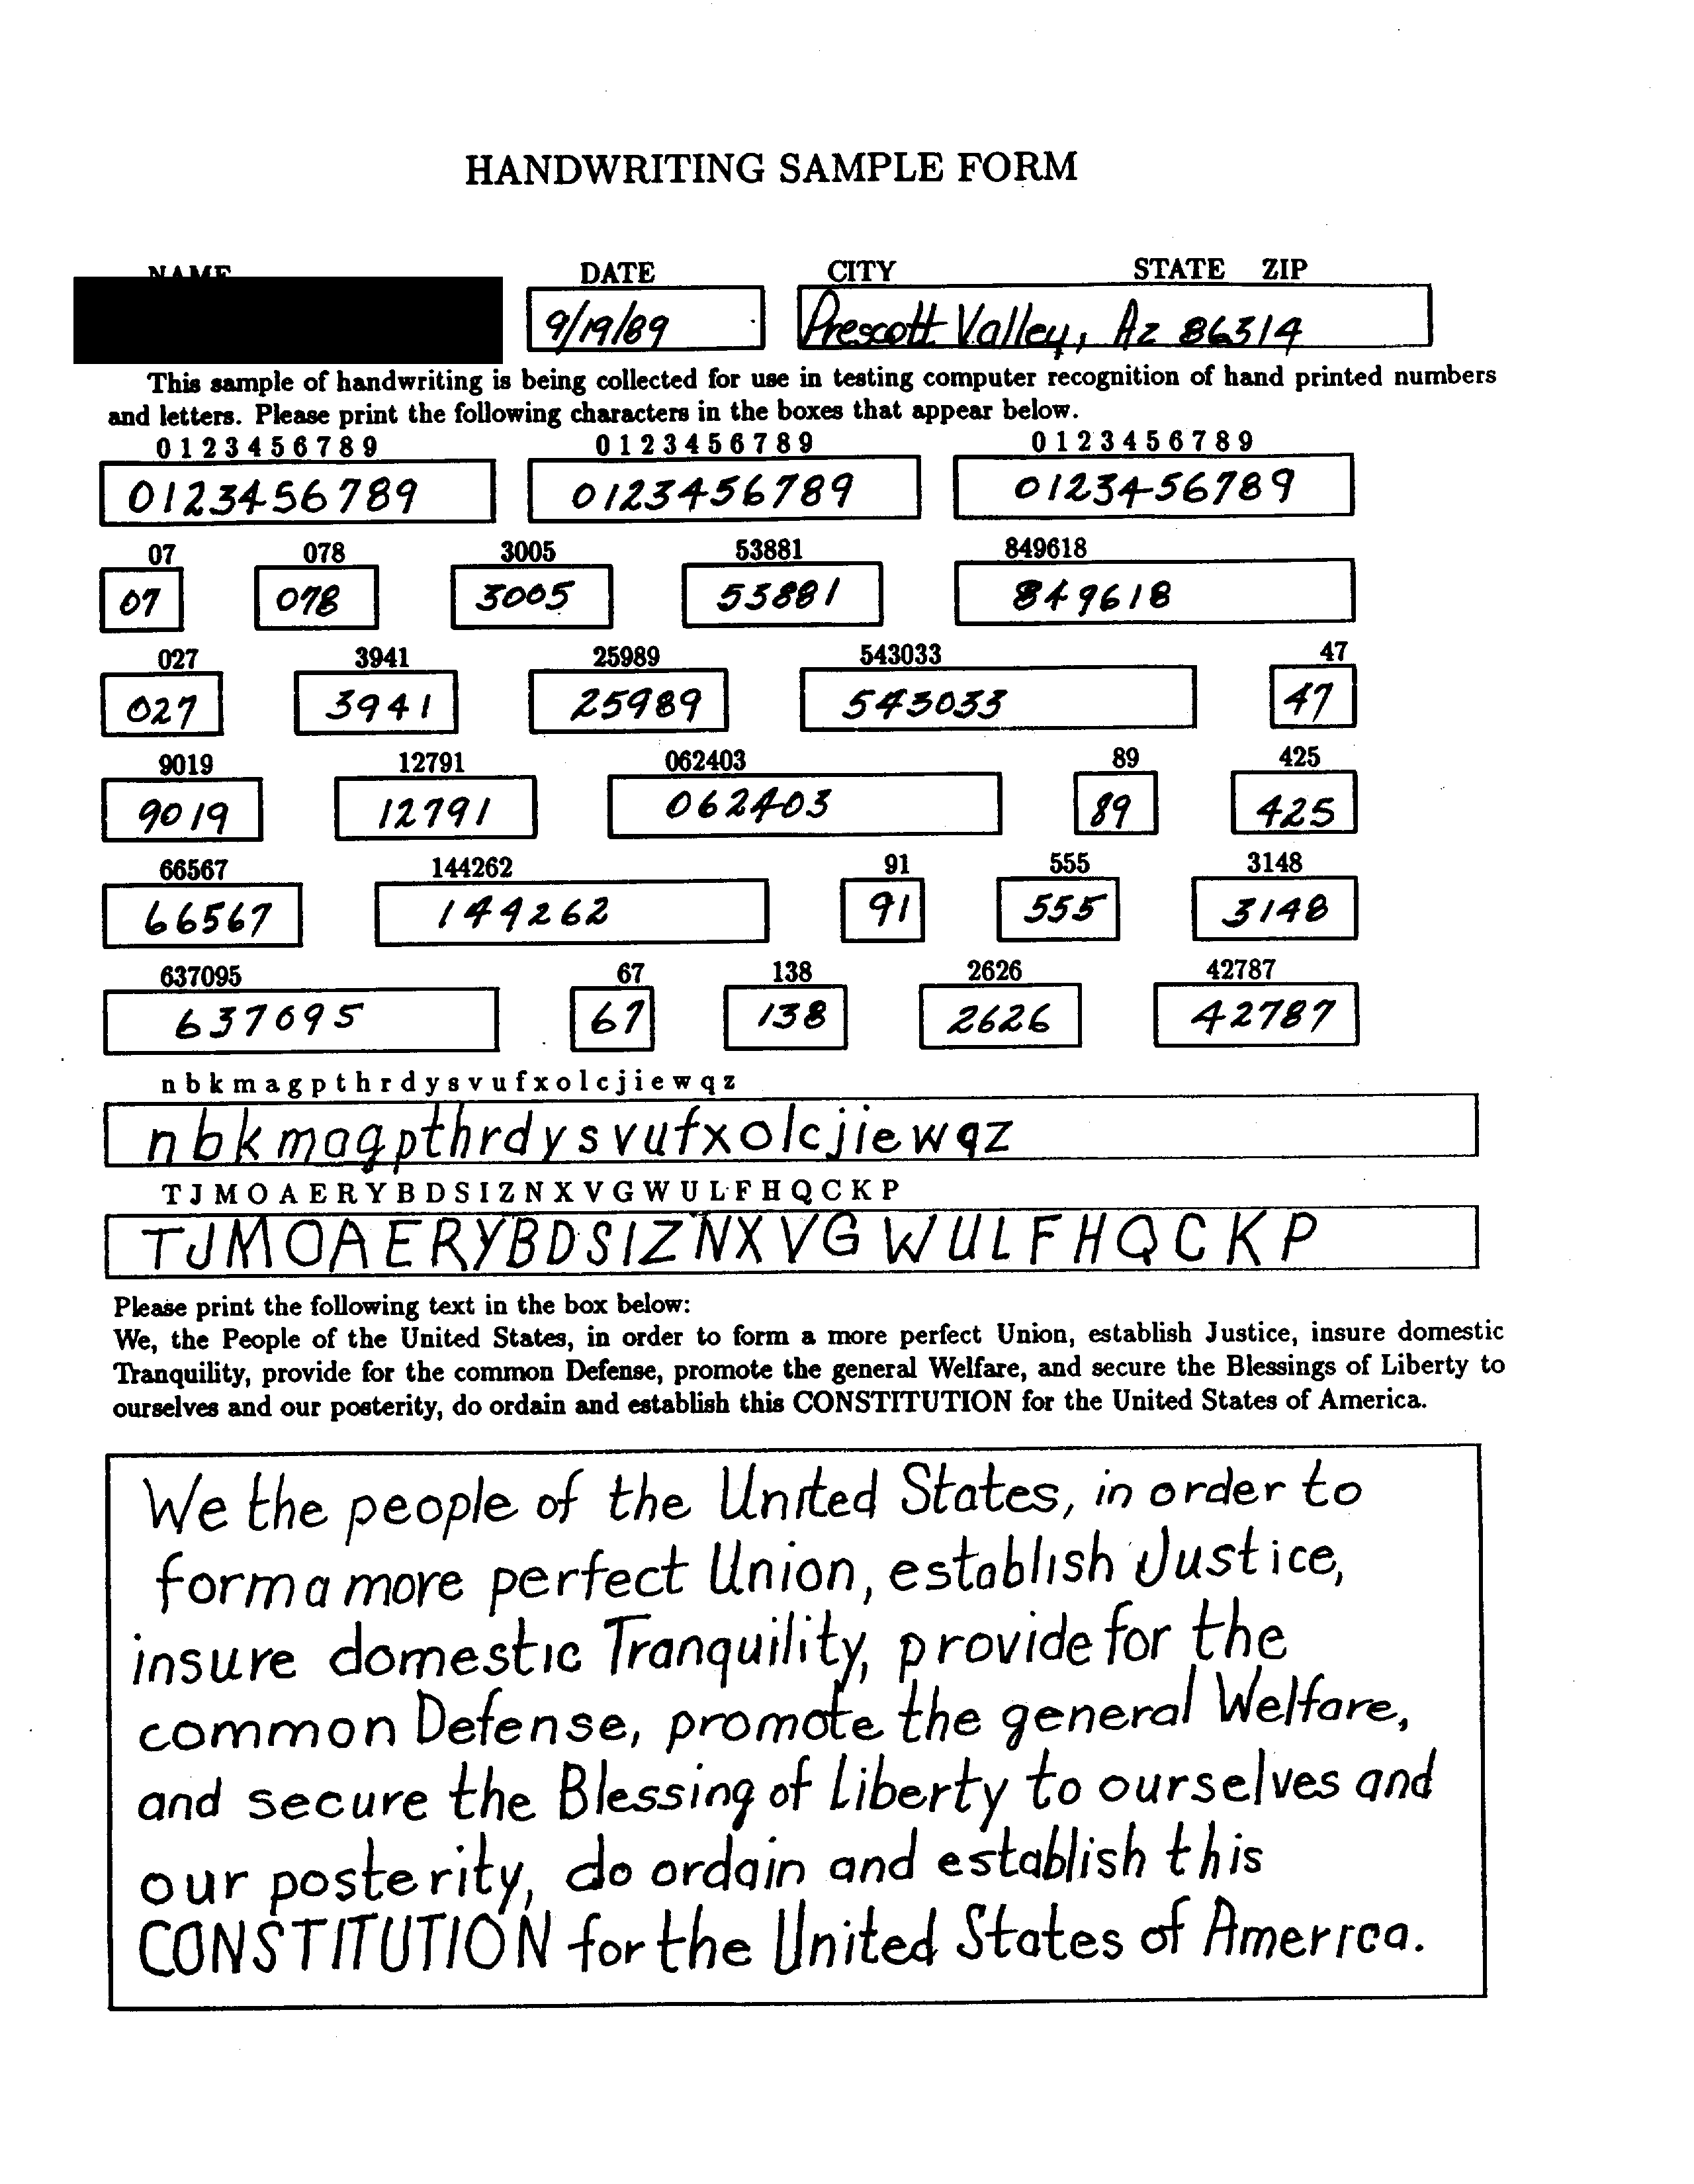 HANDWRITING SAMPLE FORM
NAME DATE CITY STATE ZIP
9/19/89 Prescott Valley, Az 86314
This sample of handwriting is being collected for use in testing computer recognition of hand printed numbers
and letters. Please print the following characters in the boxes that appear below.
0 1 2 3 4 5 6 7 8 9 0 1 2 3 4 5 6 7 8 9 0 1 2 3 4 5 6 7 8 9
0123456789 0123456789 0123456789
07 078 3005 53881 849618
07 078 3005 53881 849618
027 3941 25989 543033 47
027 3941 25989 543033 47
9019 12791 062403 89 425
9019 12791 062403 89 425
66567 144262 91 555 3148
66567 144262 91 555 3148
637095 67 138 2626 42787
637095 67 138 2626 42787
n b k m a g p t h r d y s v u f x o l c j i e w q z
n b k m a g p t h r d y s v u f x o l c j i e w q z
T J M O A E R Y B D S I Z N X V G W U L F H Q C K P
T J M O A E R Y B D S I Z N X V G W U L F H Q C K P
Please print the following text in the box below:
We, the People of the United States, in order to form a more perfect Union, establish Justice, insure domestic
Tranquility, provide for the common Defense, promote the general Welfare, and secure the Blessings of Liberty to
ourselves and our posterity, do ordain and establish this CONSTITUTION for the United States of America.
We the people of the United States, in order to
form a more perfect Union, establish Justice,
insure domestic Tranquility, provide for the
common Defense, promote the general Welfare,
and secure the Blessing of Liberty to ourselves and
our posterity, do ordain and establish this
CONSTITUTION for the United States of America.